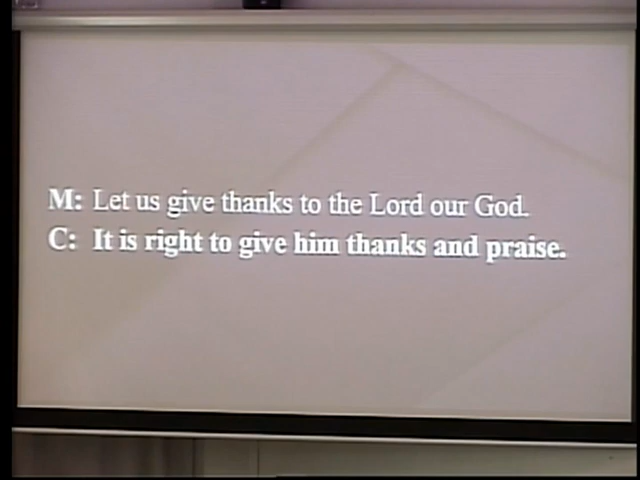 M: Let us give thanks to the Lord our God.
C: It is right to give him thanks and praise.